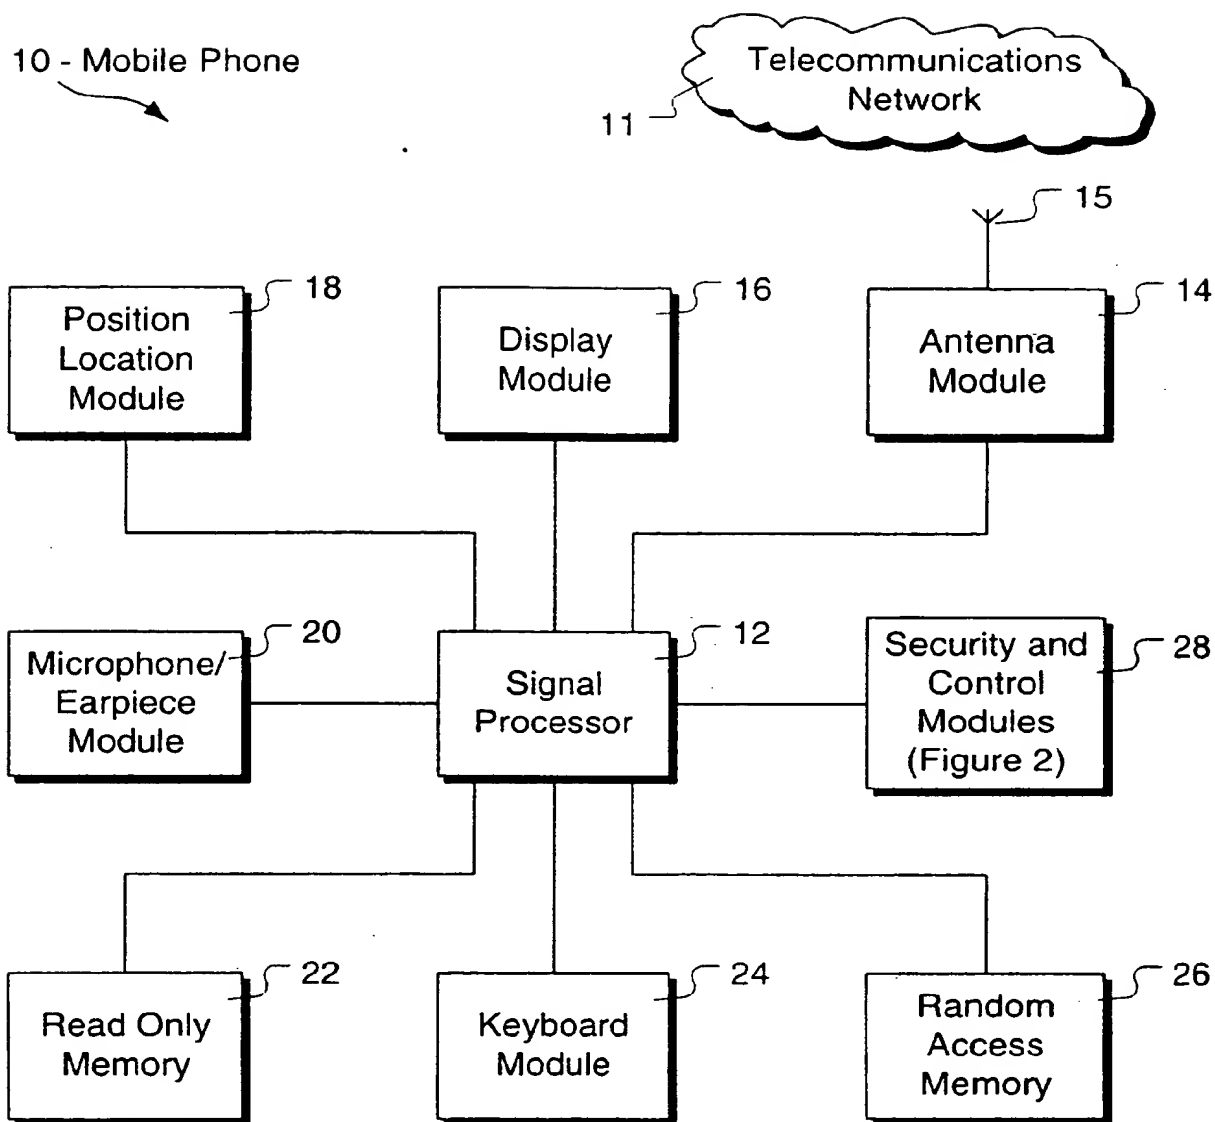 10 - Mobile Phone
Telecommunications
Network
11
15
18
Position
Location
Module
16
Display
Module
14
Antenna
Module
20
Microphone/
Earpiece
Module
12
Signal
Processor
28
Security and
Control
Modules
(Figure 2)
22
Read Only
Memory
24
Keyboard
Module
26
Random
Access
Memory